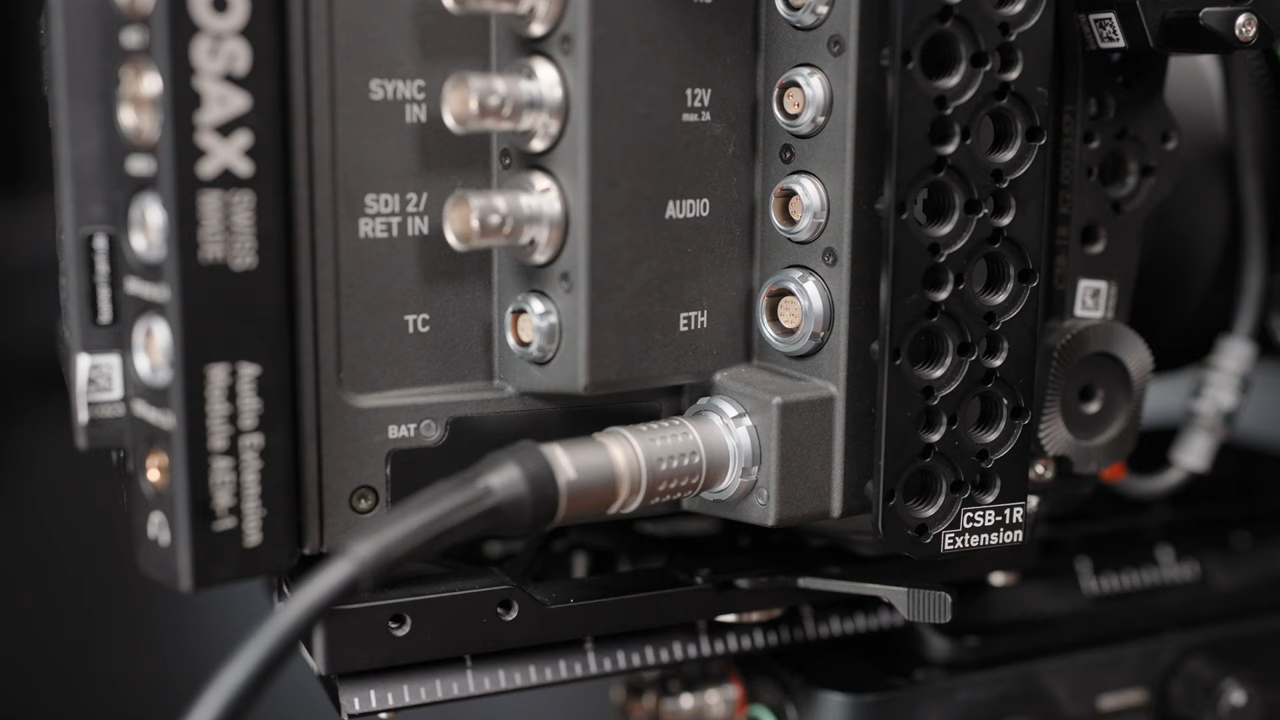 OSAX
SWISS
MADE
Audio Extension
Module AEM-1
SYNC
IN
SDI 2/
RET IN
TC
BAT
12V
max. 2A
AUDIO
ETH
CSB-1R
Extension